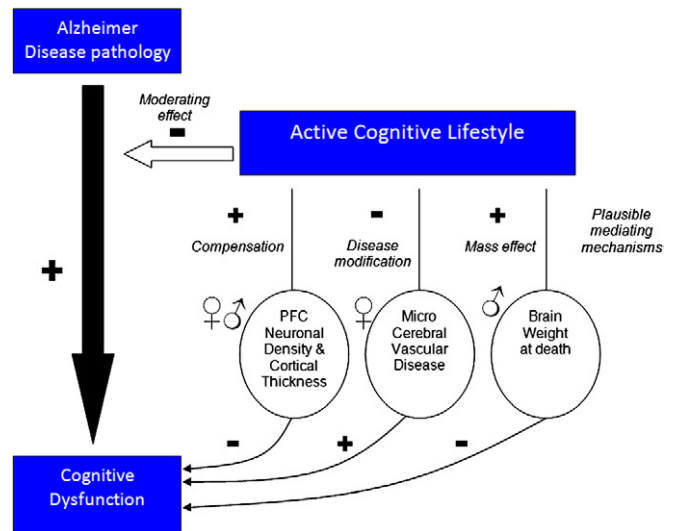 Alzheimer
Disease pathology
Moderating
effect
-
Active Cognitive Lifestyle
+
+
Compensation
-
Disease
modification
+
Mass effect
Plausible
mediating
mechanisms
♀♂
PFC
Neuronal
Density &
Cortical
Thickness
♀
Micro
Cerebral
Vascular
Disease
♂
Brain
Weight
at death
-
+
-
Cognitive
Dysfunction